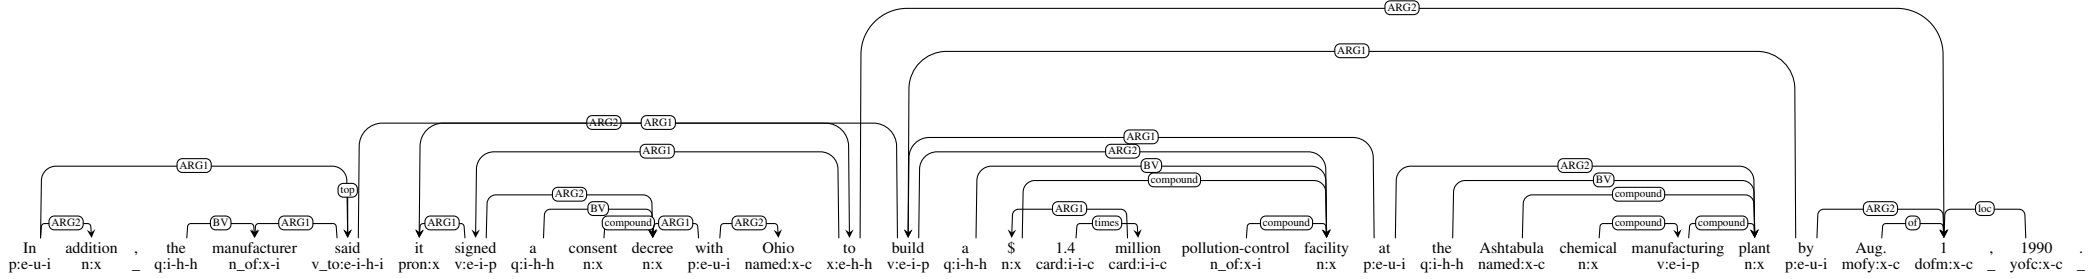 ARG2
ARG1
ARG2 ARG1
ARG1
ARG2
ARG1
BV
ARG1 ARG2
compound
top
ARG2 compound
BV
BV
ARG1
ARG2
of
ARG2 BV ARG1 ARG1 compound ARG1 ARG2 times compound compound compound loc
In addition , the manufacturer said it signed a consent decree with Ohio to build a $ 1.4 million pollution-control facility at the Ashtabula chemical manufacturing plant by Aug. 1 , 1990 .
p:e-u-i n:x _ q:i-h-h n_of:x-i v_to:e-i-h-i pron:x v:e-i-p q:i-h-h n:x n:x p:e-u-i named:x-c x:e-h-h v:e-i-p q:i-h-h n:x card:i-i-c card:i-i-c n_of:x-i n:x p:e-u-i q:i-h-h named:x-c n:x v:e-i-p n:x p:e-u-i mofy:x-c dofm:x-c _ yofc:x-c _